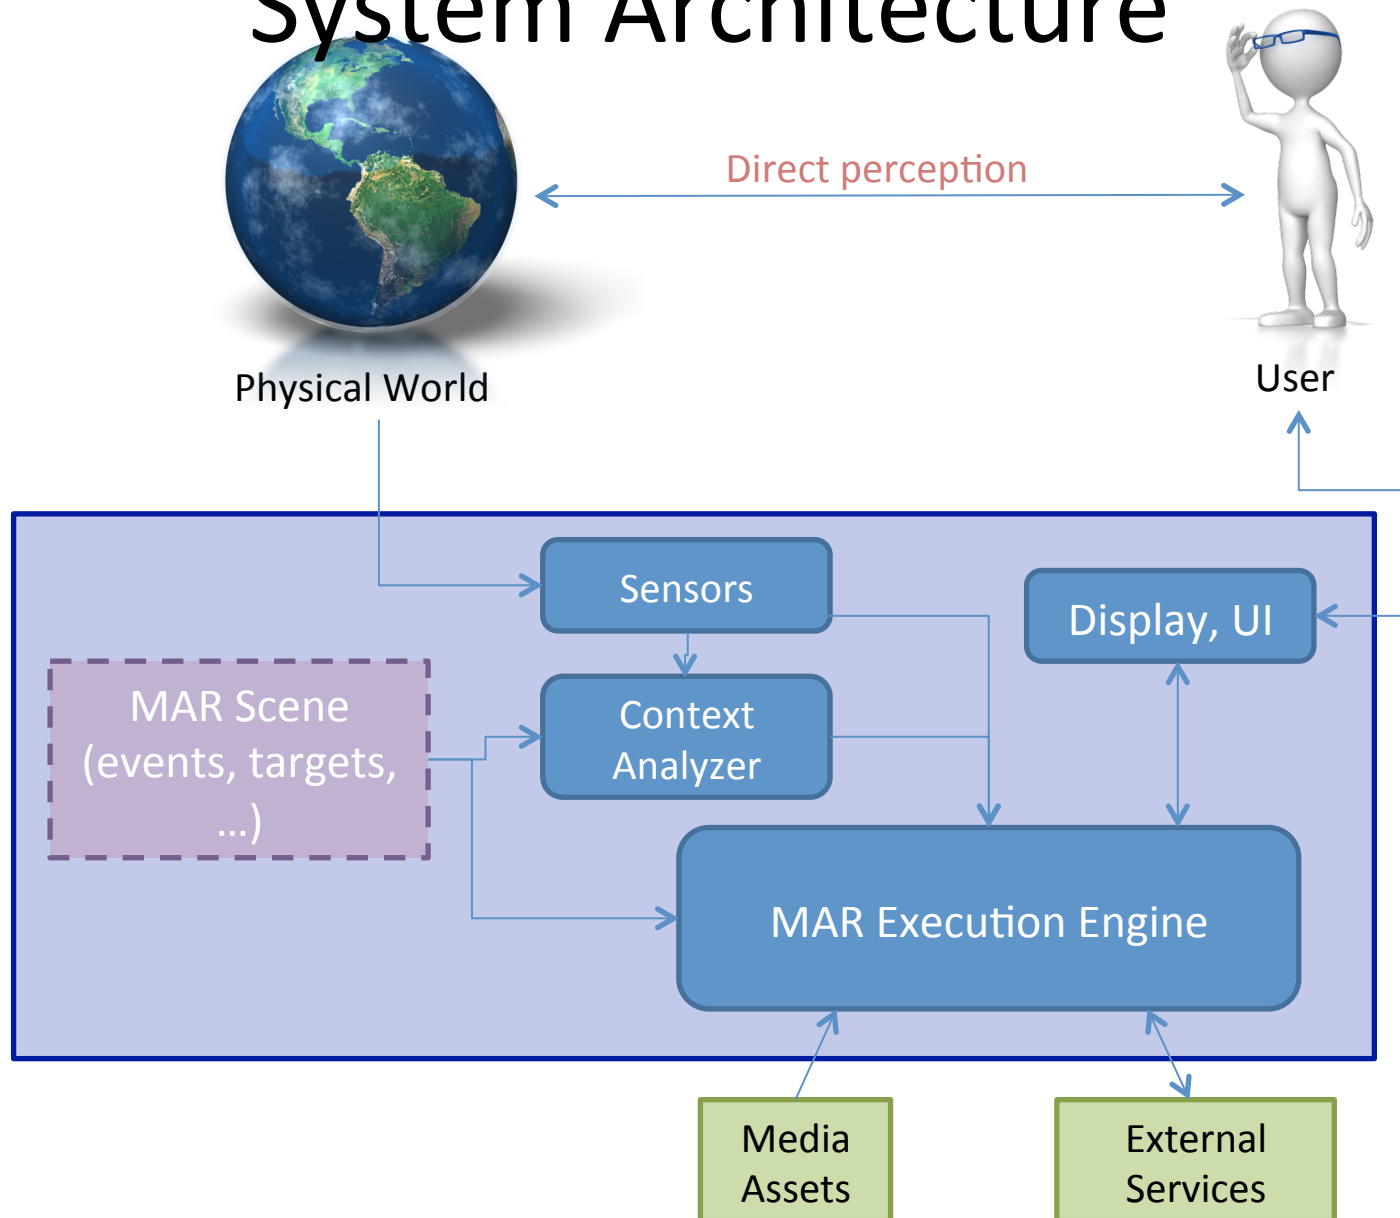 System Architecture
Direct perception
Physical World
User
Sensors
Display, UI
MAR Scene
(events, targets,
…)
Context
Analyzer
MAR Execution Engine
Media
Assets
External
Services